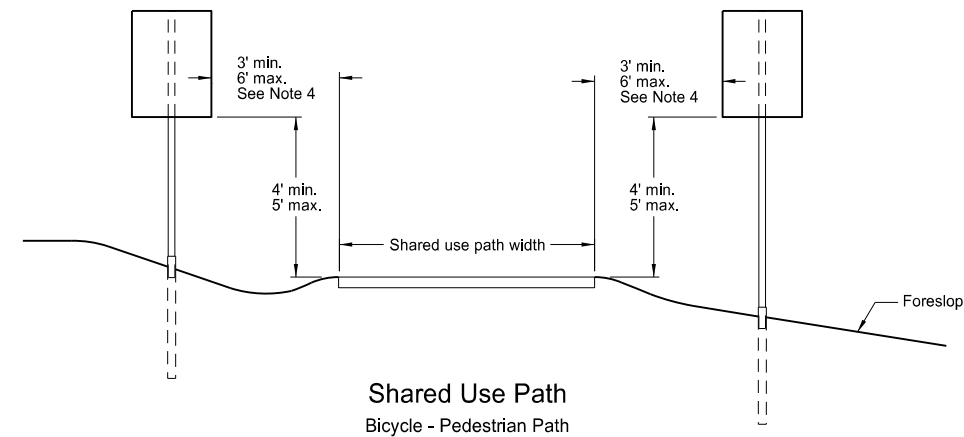 3' min.
6' max.
See Note 4
3' min.
6' max.
See Note 4
4' min.
5' max.
4' min.
5' max.
Shared use path width
Foreslop
Shared Use Path
Bicycle - Pedestrian Path